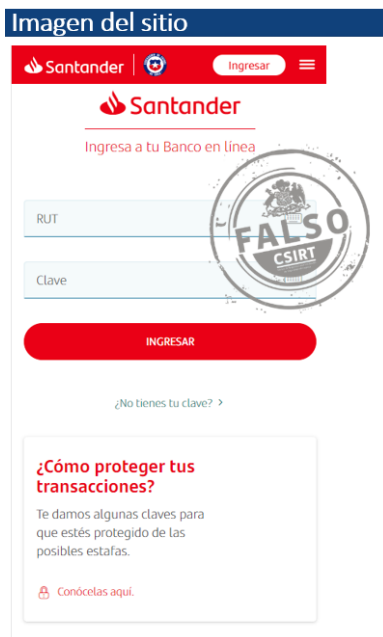 Imagen del sitio
Santander
Ingresar
Santander
Ingresa a tu Banco en línea
FALSO
CSIRT
RUT
Clave
INGRESAR
¿No tienes tu clave? >
¿Cómo proteger tus
transacciones?
Te damos algunas claves para
que estés protegido de las
posibles estafas.
Conócelas aquí.